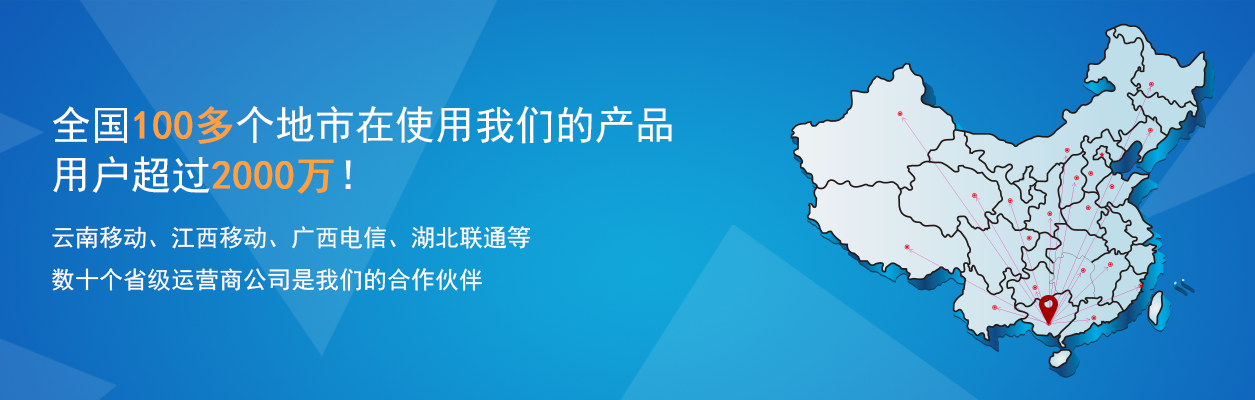 全国100多个地市在使用我们的产品
用户超过2000万！
云南移动、江西移动、广西电信、湖北联通等
数十个省级运营商公司是我们的合作伙伴